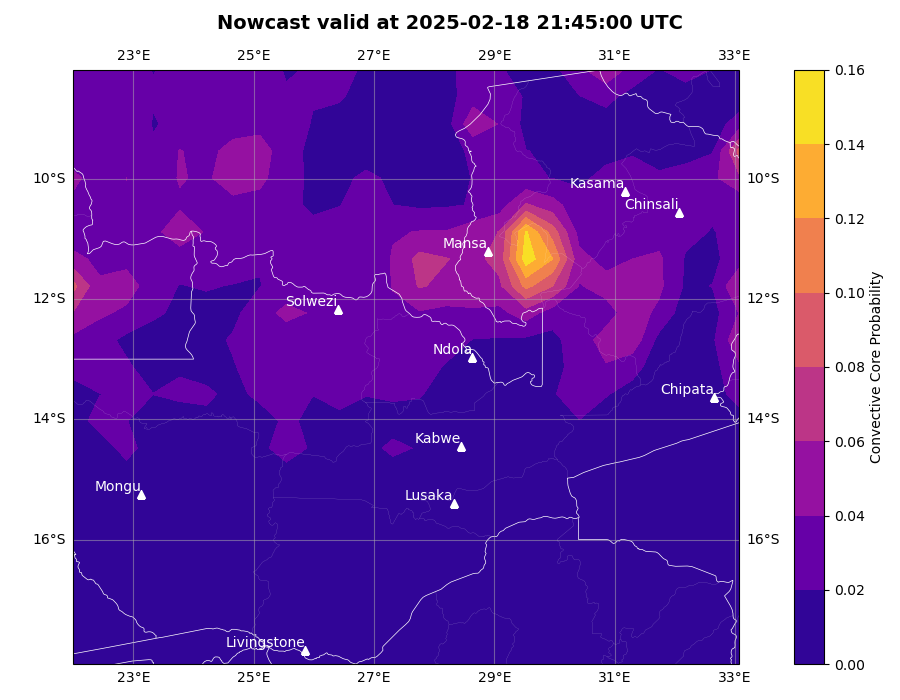 Nowcast valid at 2025-02-18 21:45:00 UTC
23°E 25°E 27°E 29°E 31°E 33°E
0.16
0.14
10°S 10°S
Kasama
Chinsali
0.12
Mansa
0.10
12°S 12°S
Solwezi
Ndola
0.08
Chipata
14°S 14°S
Kabwe
0.06
Mongu
Lusaka
0.04
16°S 16°S
0.02
Livingstone
0.00
23°E 25°E 27°E 29°E 31°E 33°E
Convective Core Probability